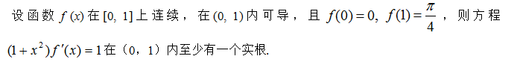 设函数 f (x) 在 [0, 1] 上连续，在 (0, 1) 内可导，且 f(0)=0, f(1)=π/4，则方程
(1+x²)f′(x)=1在（0，1）内至少有一个实根.